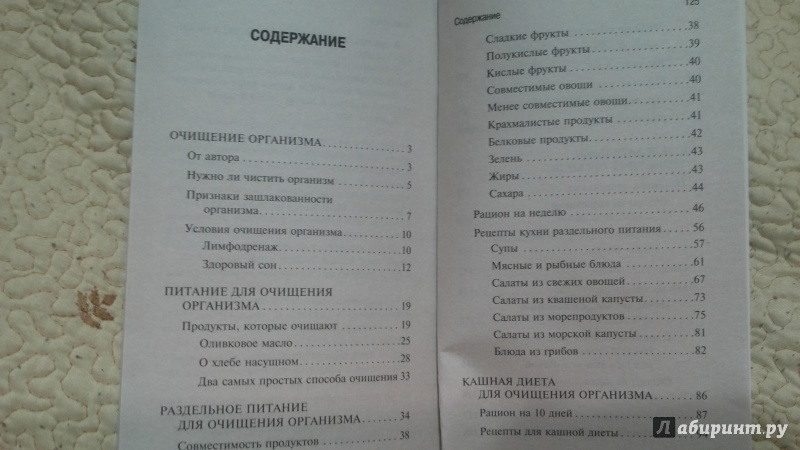 СОДЕРЖАНИЕ
ОЧИЩЕНИЕ ОРГАНИЗМА. . . . . . . . . . . . . . 3
От автора . . . . . . . . . . . . . . . . . . . . . . . . . 3
Нужно ли чистить организм . . . . . . . . . . . 5
Признаки зашлакованности
организма. . . . . . . . . . . . . . . . . . . . . . . . 7
Условия очищения организма . . . . . . . . . . 10
Лимфодренаж. . . . . . . . . . . . . . . . . . . . . 10
Здоровый сон . . . . . . . . . . . . . . . . . . . . . 12
ПИТАНИЕ ДЛЯ ОЧИЩЕНИЯ
ОРГАНИЗМА . . . . . . . . . . . . . . . . . . . . . . 19
Продукты, которые очищают . . . . . . . . . . 19
Оливковое масло . . . . . . . . . . . . . . . . . . 25
О хлебе насущном . . . . . . . . . . . . . . . . . 28
Два самых простых способа очищения 33
РАЗДЕЛЬНОЕ ПИТАНИЕ
ДЛЯ ОЧИЩЕНИЯ ОРГАНИЗМА . . . . . . 34
Совместимость продуктов . . . . . . . . . . . . 38
Содержание 125
Сладкие фрукты . . . . . . . . . . . . . . . . . . 38
Полукислые фрукты . . . . . . . . . . . . . . . 39
Кислые фрукты . . . . . . . . . . . . . . . . . . . 40
Совместимые овощи . . . . . . . . . . . . . . . 40
Менее совместимые овощи. . . . . . . . . . . 41
Крахмалистые продукты . . . . . . . . . . . . 41
Белковые продукты. . . . . . . . . . . . . . . . 42
Зелень . . . . . . . . . . . . . . . . . . . . . . . . . . 43
Жиры . . . . . . . . . . . . . . . . . . . . . . . . . . . 43
Сахара . . . . . . . . . . . . . . . . . . . . . . . . . . 44
Рацион на неделю . . . . . . . . . . . . . . . . . . 46
Рецепты кухни раздельного питания . . . . 56
Супы . . . . . . . . . . . . . . . . . . . . . . . . . . . 57
Мясные и рыбные блюда . . . . . . . . . . . . 61
Салаты из свежих овощей . . . . . . . . . . . 67
Салаты из квашеной капусты . . . . . . . . . 73
Салаты из морепродуктов . . . . . . . . . . . 75
Салаты из морской капусты . . . . . . . . . . 81
Блюда из грибов . . . . . . . . . . . . . . . . . . 82
КАШНАЯ ДИЕТА
ДЛЯ ОЧИЩЕНИЯ ОРГАНИЗМА . . . . . . 86
Рацион на 10 дней . . . . . . . . . . . . . . . . . 87
Рецепты для кашной диеты . . . . . . . . . . .
Лабиринт.ру